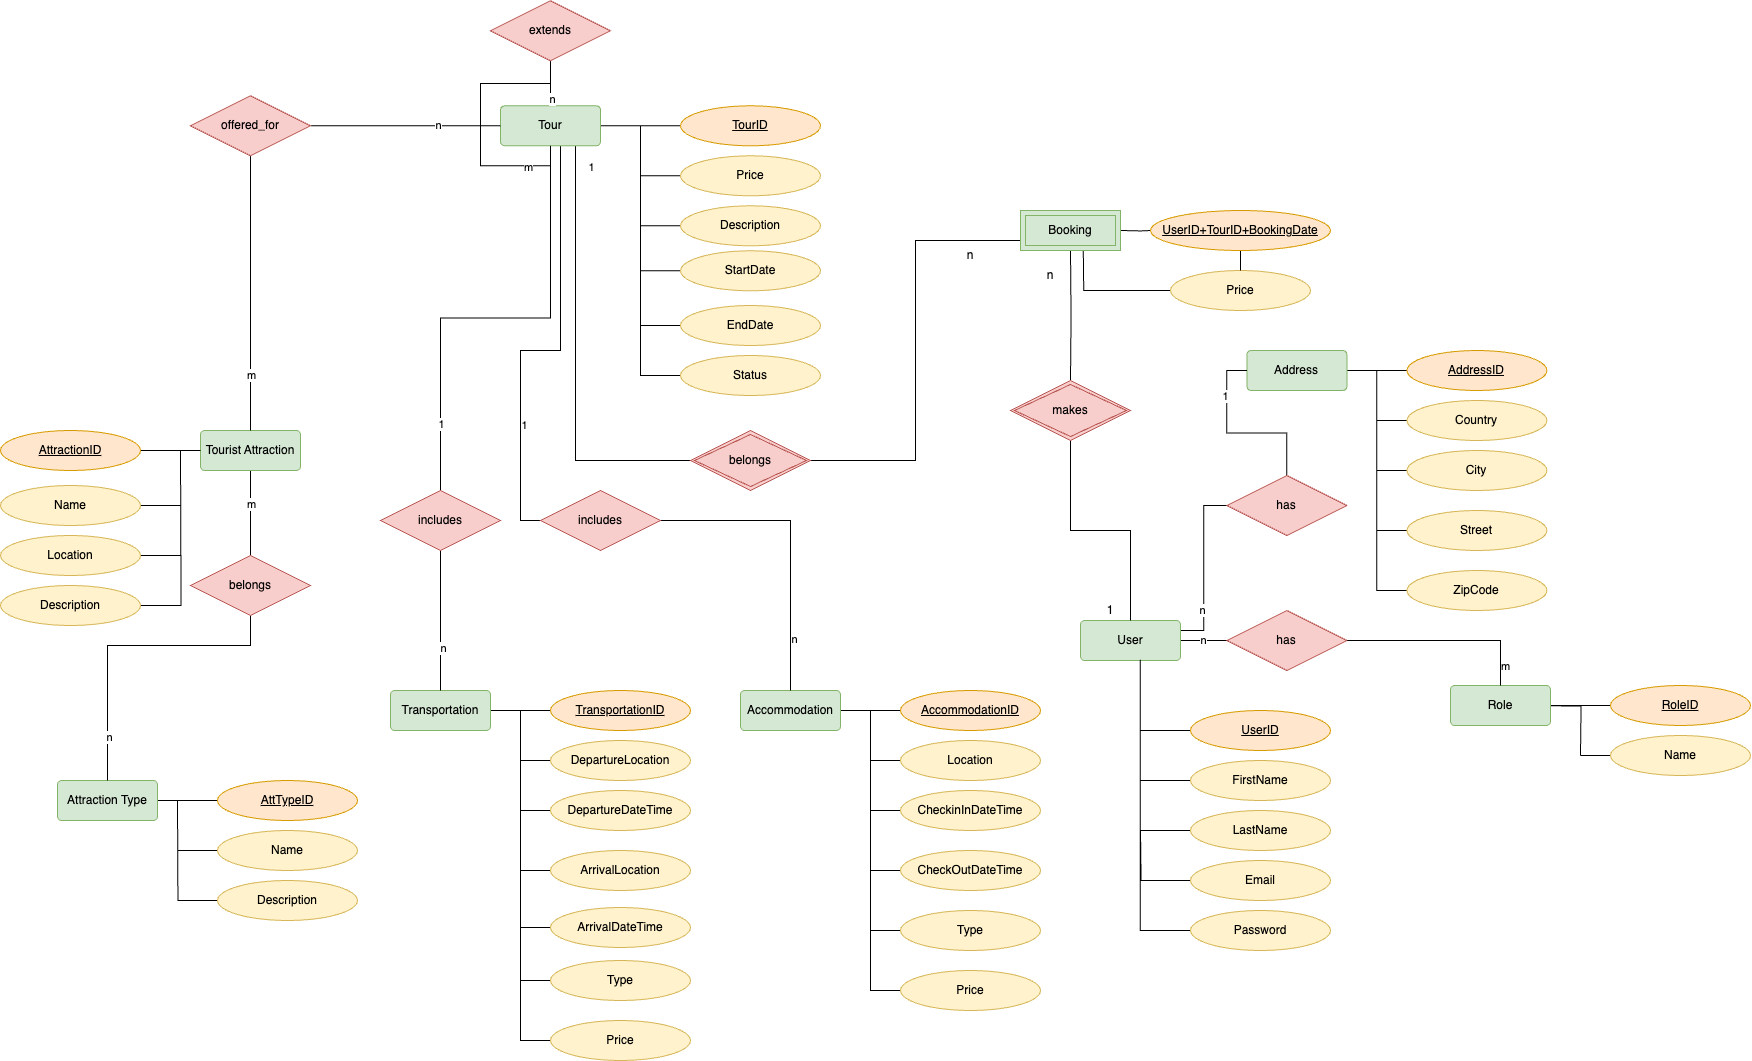 extends
n
offered_for
n
Tour
TourID
m
1
Price
Description
StartDate
EndDate
Status
Booking
UserID+TourID+BookingDate
n
n
Price
m
1
1
Address
AddressID
1
makes
Country
AttractionID
Tourist Attraction
belongs
City
Name
m
includes
includes
has
Street
Location
belongs
Description
ZipCode
n
1
n
n
User
n
has
m
Transportation
TransportationID
Accommodation
AccommodationID
Role
RoleID
n
UserID
DepartureLocation
Location
Name
Attraction Type
AttTypeID
DepartureDateTime
CheckinInDateTime
FirstName
Name
ArrivalLocation
CheckOutDateTime
LastName
Description
ArrivalDateTime
Type
Email
Type
Price
Password
Price